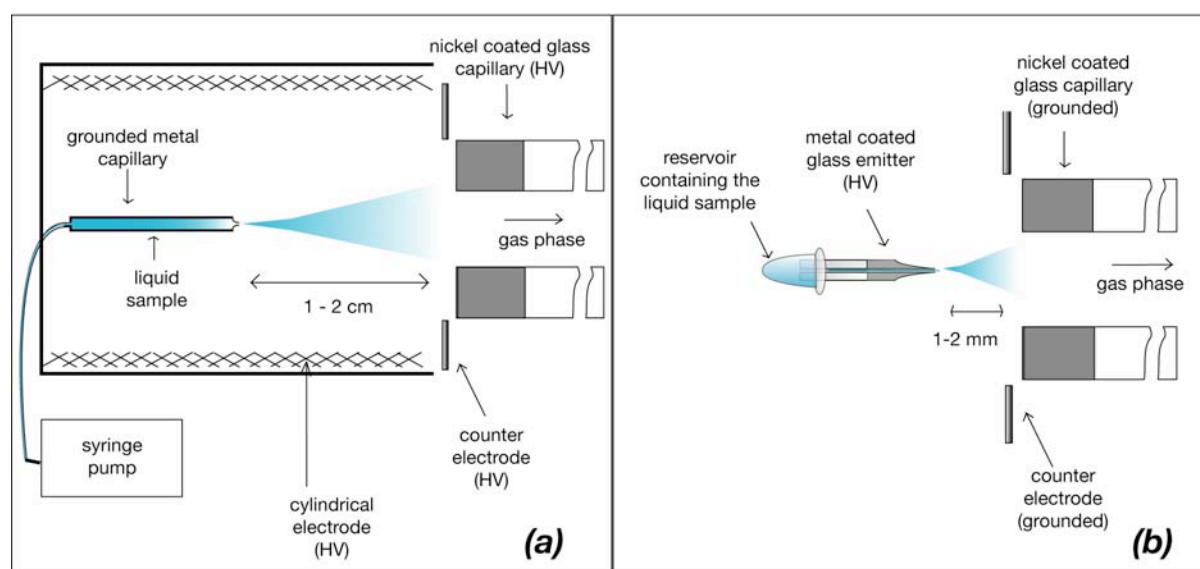 nickel coated glass
capillary (HV)
grounded metal
capillary
liquid
sample
gas phase
1 - 2 cm
syringe
pump
cylindrical
electrode
(HV)
counter
electrode
(HV)
(a)
nickel coated
glass capillary
(grounded)
metal coated
glass emitter
(HV)
reservoir
containing the
liquid sample
gas phase
1-2 mm
counter
electrode
(grounded)
(b)